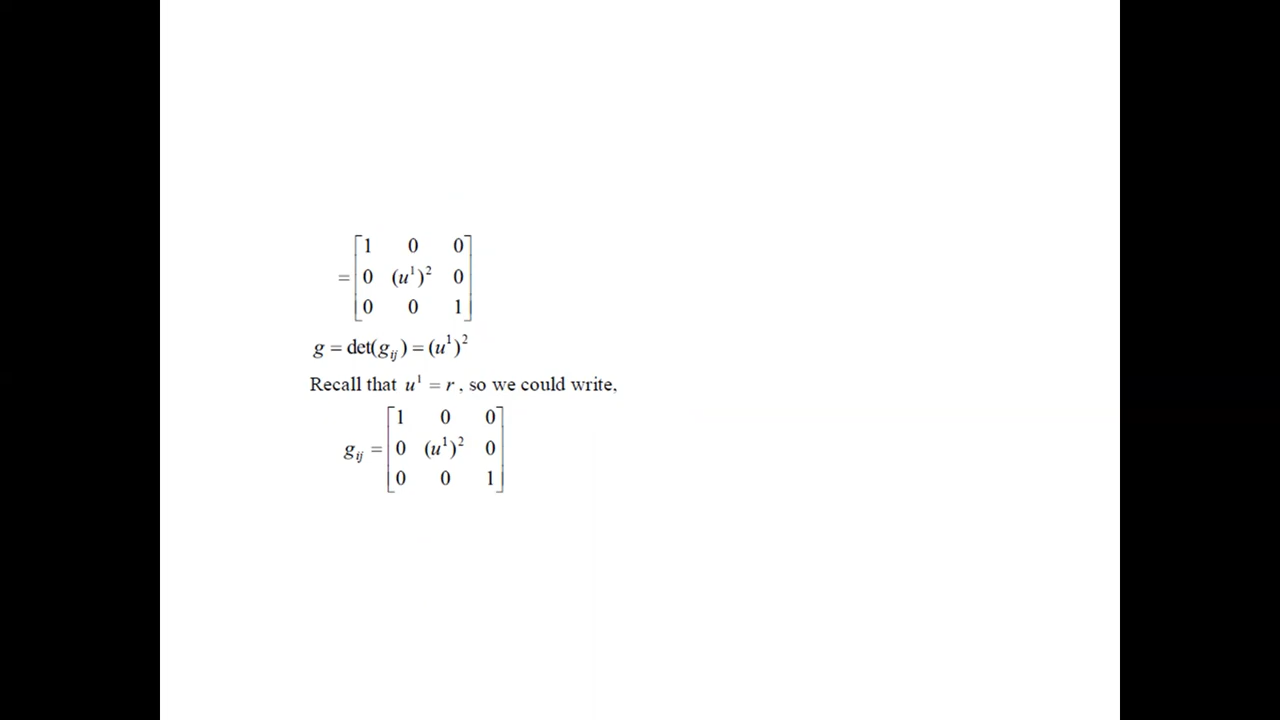 = [1 0 0
0 (u¹)² 0
0 0 1]
g = det(g_ij) = (u¹)²
Recall that u¹ = r, so we could write,
g_ij = [1 0 0
0 (u¹)² 0
0 0 1]